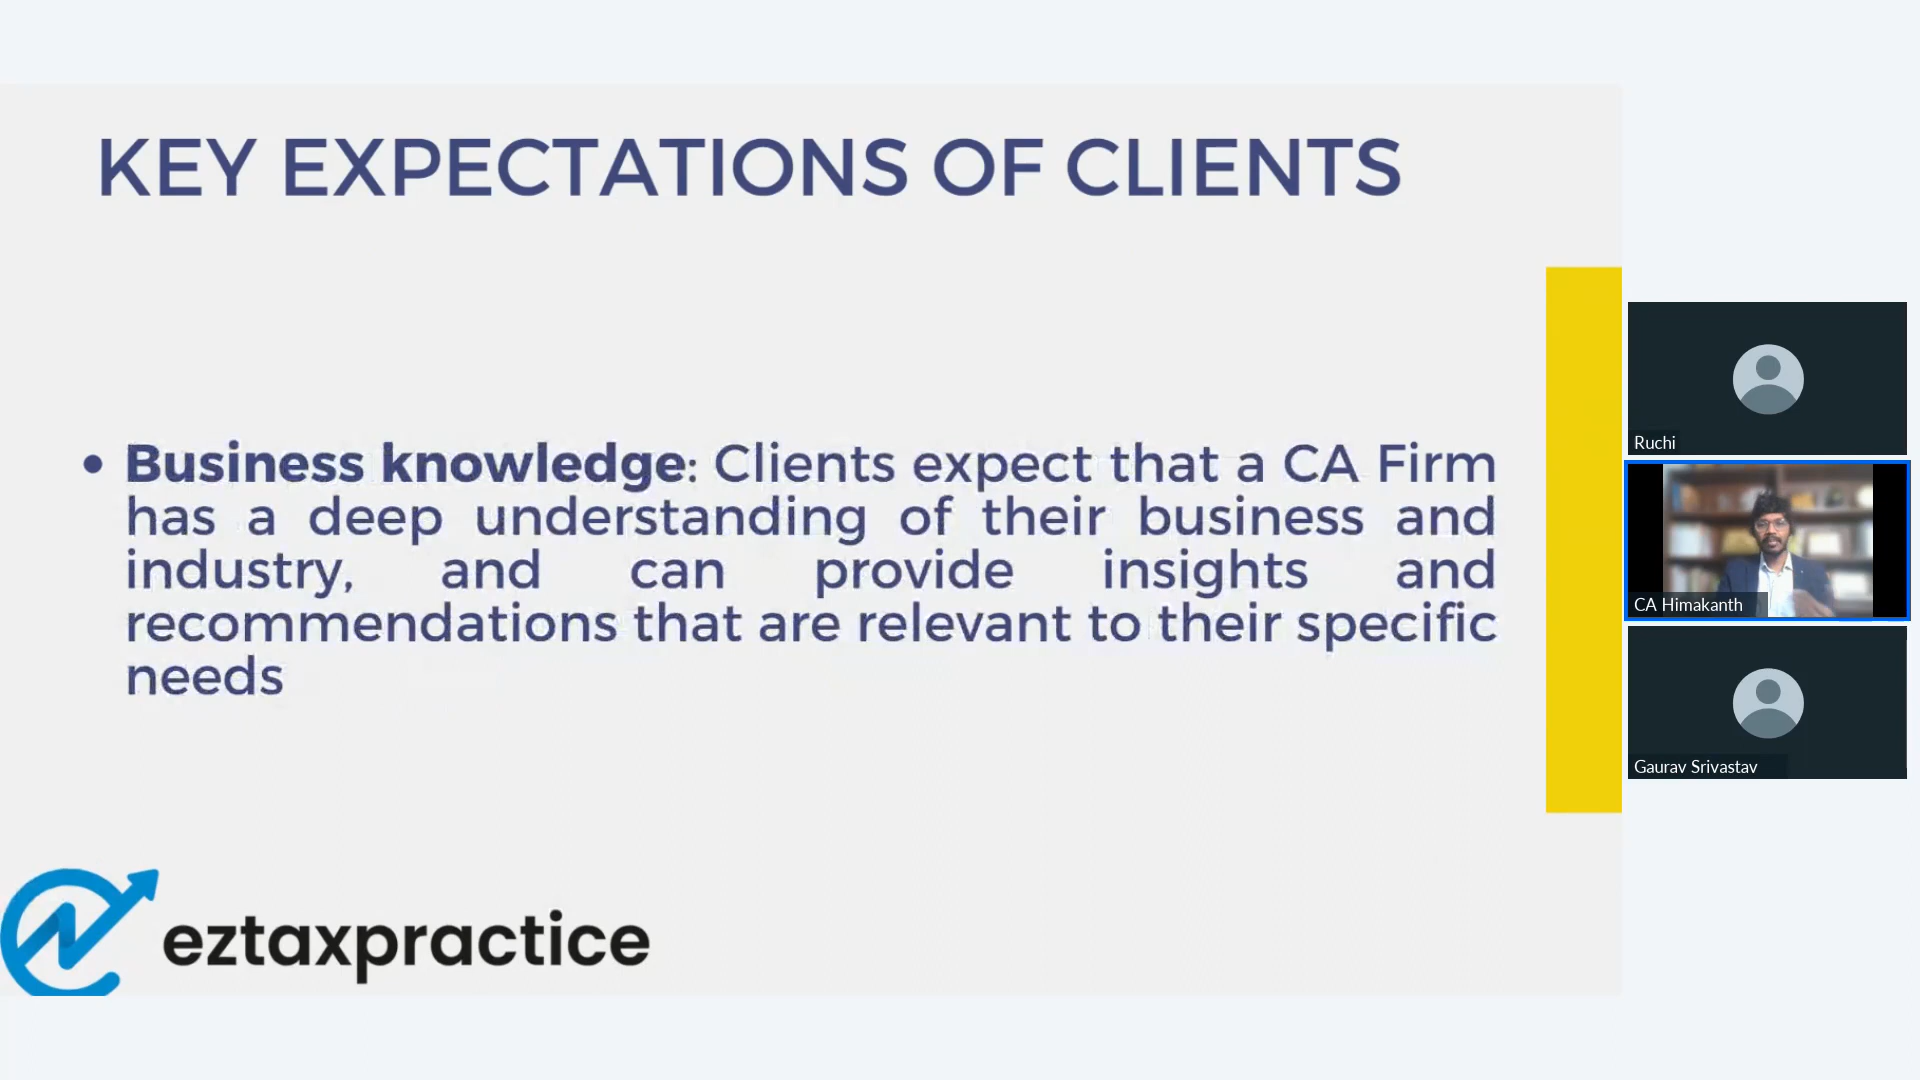 KEY EXPECTATIONS OF CLIENTS
• Business knowledge: Clients expect that a CA Firm
has a deep understanding of their business and
industry, and can provide insights and
recommendations that are relevant to their specific
needs
eztaxpractice
Ruchi
CA Himakanth
Gaurav Srivastav